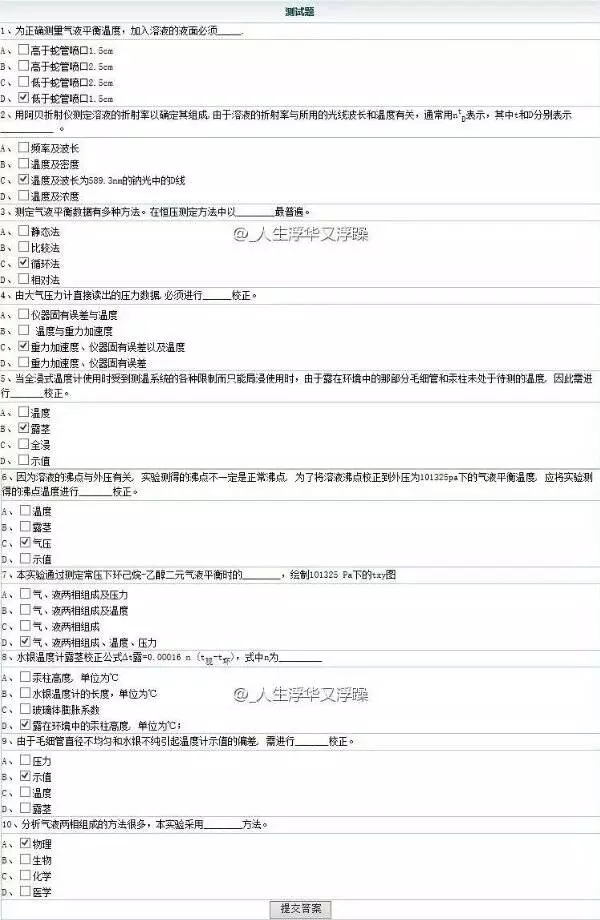 测试题
1、为正确测量气液平衡温度，加入溶液的液面必须____.
A、高于蛇管喷口1.5cm
B、高于蛇管喷口2.5cm
C、低于蛇管喷口2.5cm
D、低于蛇管喷口1.5cm
2、用阿贝折射仪测定溶液的折射率以确定其组成.由于溶液的折射率与所用的光线波长和温度有关，通常用nᵗD表示，其中t和D分别表示
________。
A、频率及波长
B、温度及密度
C、温度及波长为589.3nm的钠光中的D线
D、温度及浓度
3、测定气液平衡数据有多种方法。在恒压测定方法中以______最普遍。
A、静态法
B、比较法
C、循环法
D、相对法
@_人生浮华又浮躁
4、由大气压力计直接读出的压力数据,必须进行_____校正。
A、仪器固有误差与温度
B、温度与重力加速度
C、重力加速度、仪器固有误差以及温度
D、重力加速度、仪器固有误差
5、当全浸式温度计使用时受到测温系统的各种限制而只能局浸使用时，由于露在环境中的那部分毛细管和汞柱未处于待测的温度，因此需进
行______校正。
A、温度
B、露茎
C、全浸
D、示值
6、因为溶液的沸点与外压有关，实验测得的沸点不一定是正常沸点，为了将溶液沸点校正到外压为101325pa下的气液平衡温度，应将实验测
得的沸点温度进行______校正。
A、温度
B、露茎
C、气压
D、示值
7、本实验通过测定常压下环己烷-乙醇二元气液平衡时的______，绘制101325 Pa下的txy图
A、气、液两相组成及压力
B、气、液两相组成及温度
C、气、液两相组成
D、气、液两相组成、温度、压力
8、水银温度计露茎校正公式Δt露=0.00016 n (t观-t环)，式中n为_______
A、汞柱高度，单位为℃
B、水银温度计的长度，单位为℃
C、玻璃体膨胀系数
D、露在环境中的汞柱高度，单位为℃；
@_人生浮华又浮躁
9、由于毛细管直径不均匀和水银不纯引起温度计示值的偏差，需进行_____校正。
A、压力
B、示值
C、温度
D、露茎
10、分析气液两相组成的方法很多，本实验采用______方法。
A、物理
B、生物
C、化学
D、医学
提交答案